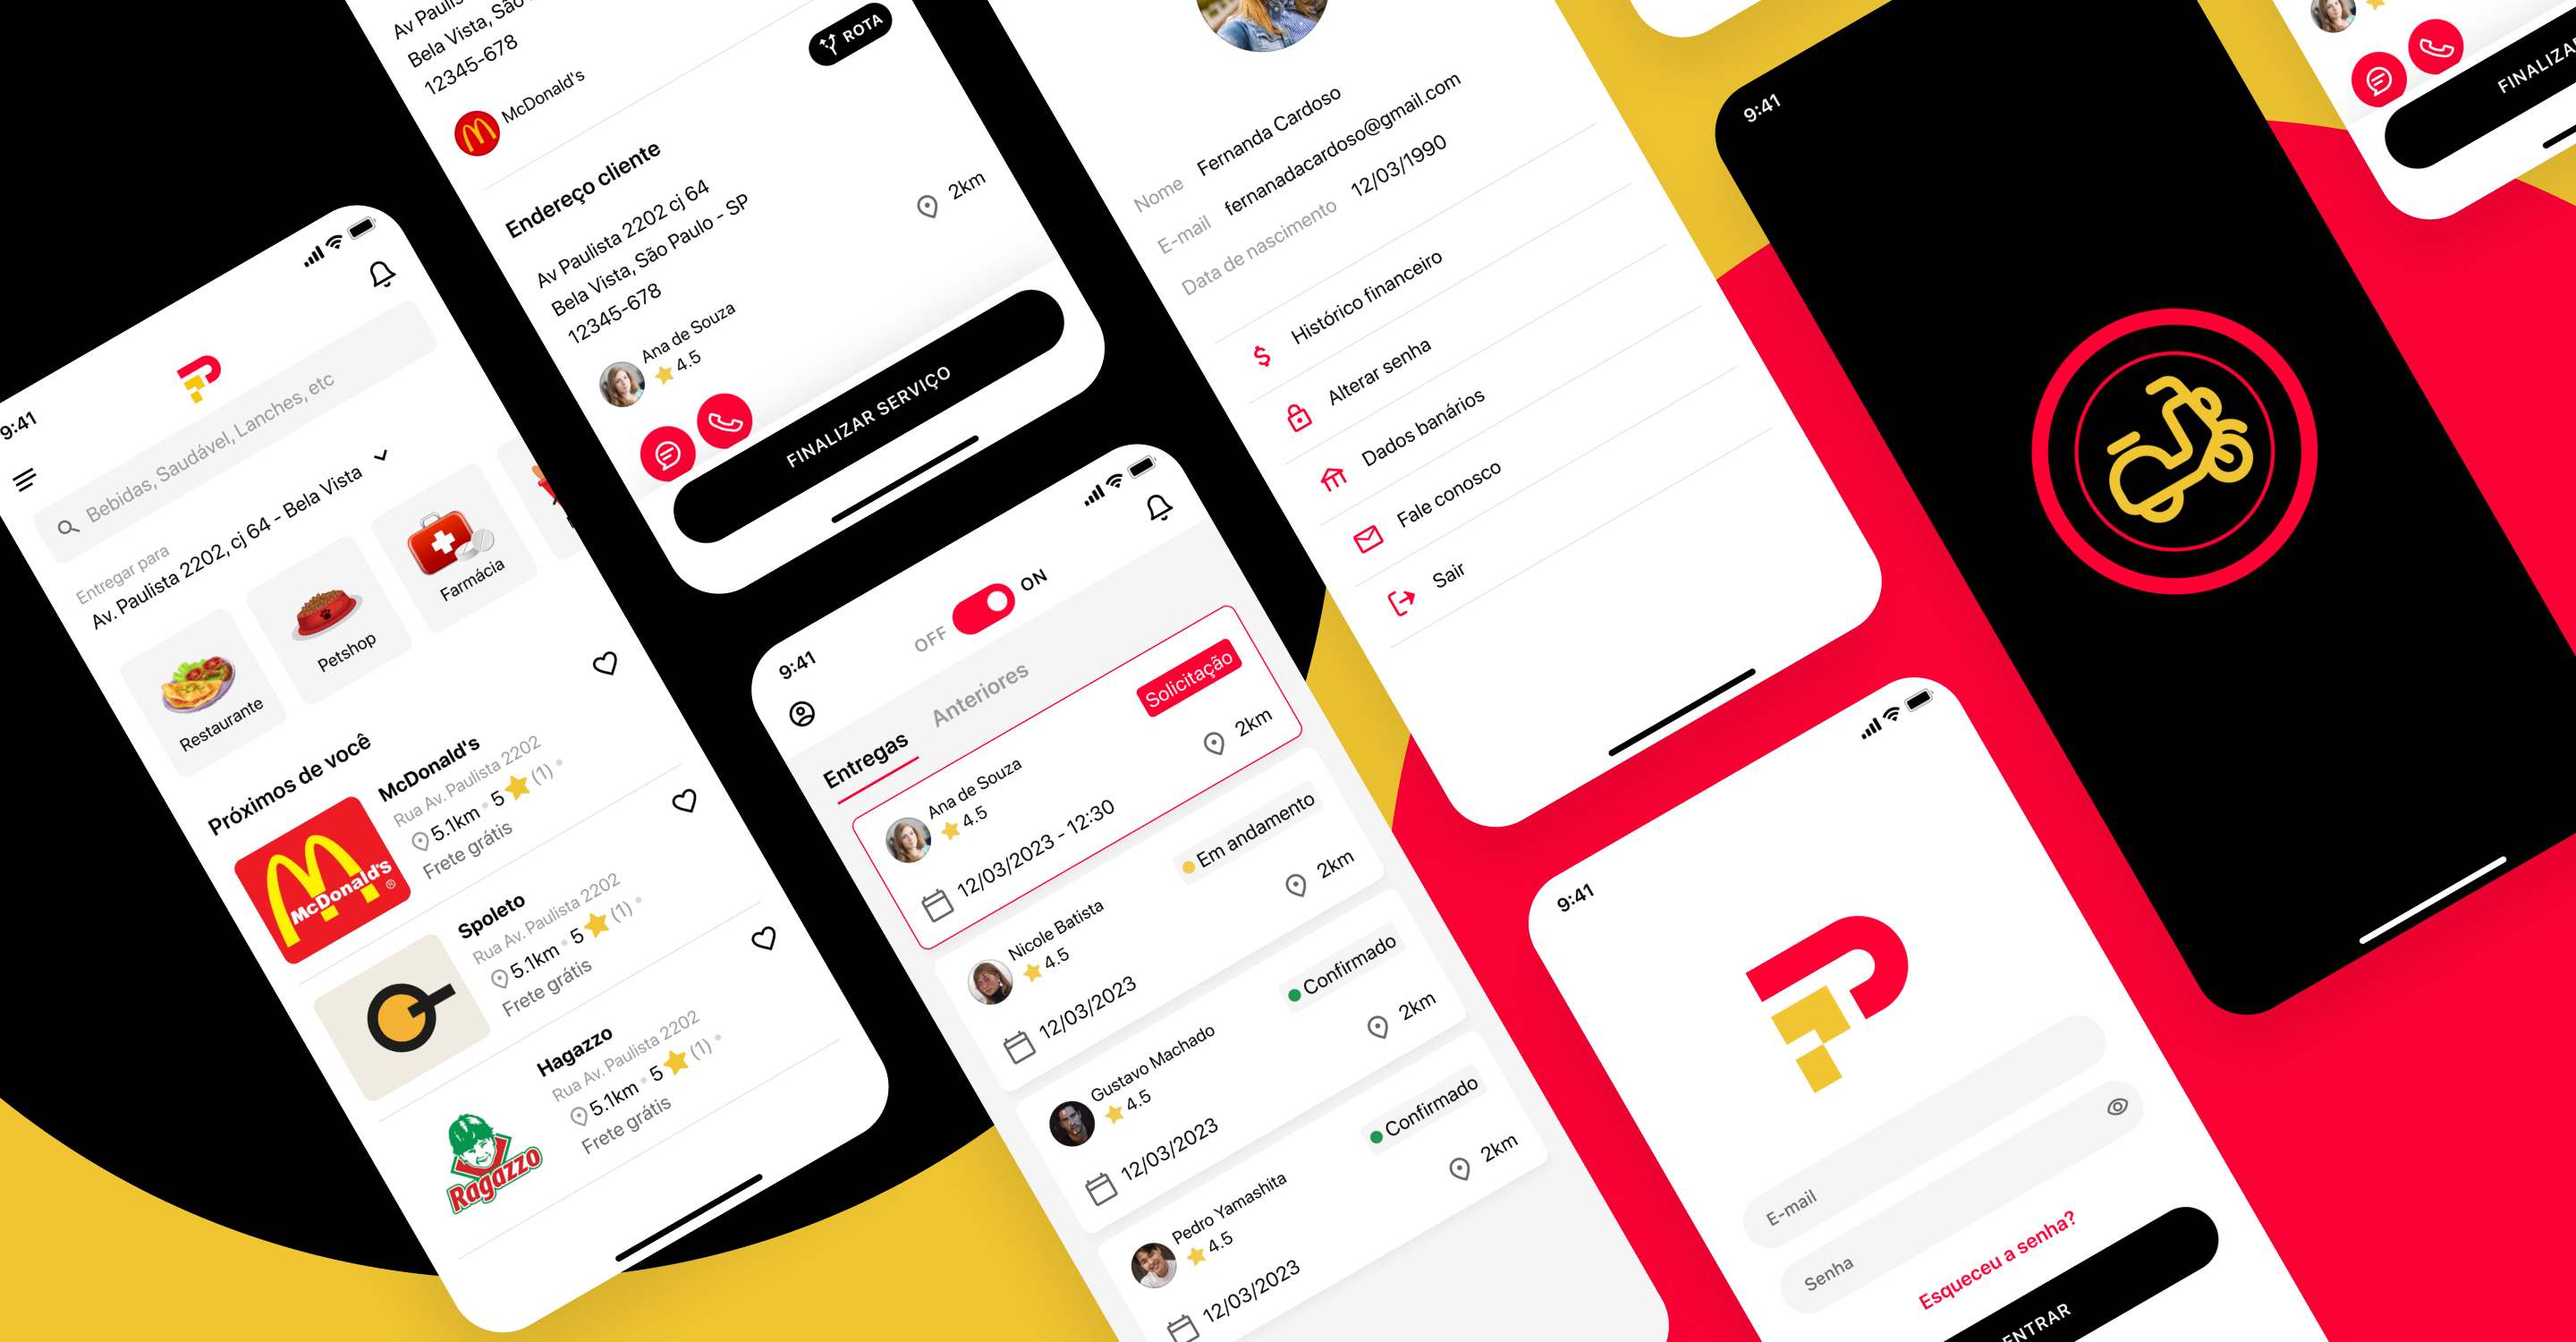 9:41
Bebidas, Saudável, Lanches, etc
Entregar para
Av. Paulista 2202, cj 64 - Bela Vista
Restaurante
Petshop
Farmácia
Próximos de você
McDonald's
Rua Av. Paulista 2202
5.1km • 5 (1) •
Frete grátis
McDonald's ®
Spoleto
Rua Av. Paulista 2202
5.1km • 5 (1) •
Frete grátis
Hagazzo
Rua Av. Paulista 2202
5.1km • 5 (1) •
Frete grátis
Ragazzo
Av Paulis
Bela Vista, São
12345-678
McDonald's
ROTA
Endereço cliente
Av Paulista 2202 cj 64
Bela Vista, São Paulo - SP
12345-678
2km
Ana de Souza
4.5
FINALIZAR SERVIÇO
9:41
OFF
ON
Entregas
Anteriores
Solicitação
Ana de Souza
4.5
12/03/2023 - 12:30
2km
Em andamento
Nicole Batista
4.5
12/03/2023
2km
Confirmado
Gustavo Machado
4.5
12/03/2023
2km
Confirmado
Pedro Yamashita
4.5
12/03/2023
2km
Nome Fernanda Cardoso
E-mail fernanadacardoso@gmail.com
Data de nascimento 12/03/1990
Histórico financeiro
Alterar senha
Dados banários
Fale conosco
Sair
9:41
9:41
E-mail
Senha
Esqueceu a senha?
ENTRAR
FINALIZA